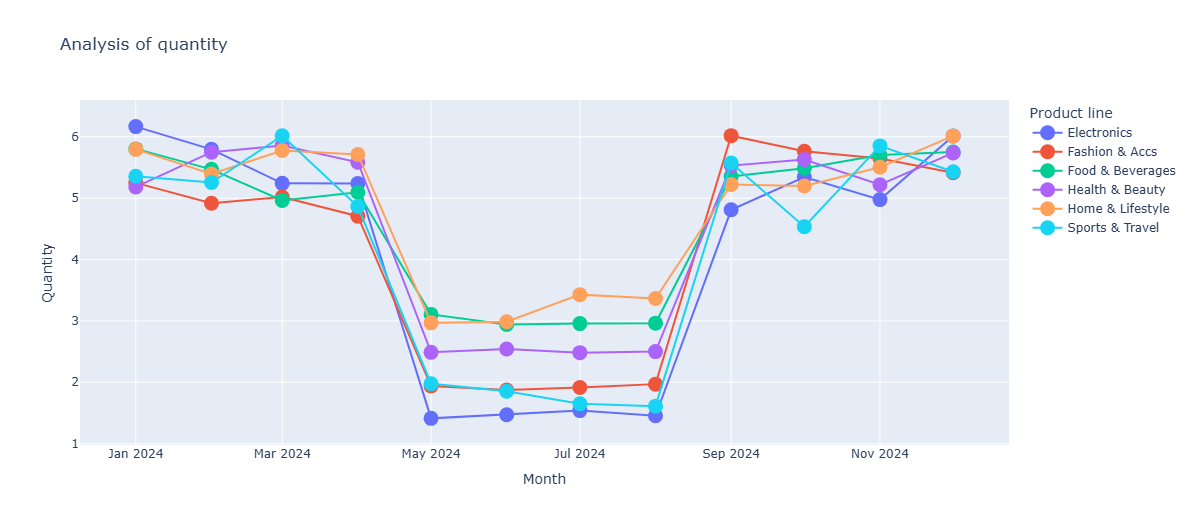 Analysis of quantity
Product line
Electronics
Fashion & Accs
Food & Beverages
Health & Beauty
Home & Lifestyle
Sports & Travel
Quantity
6
5
4
3
2
1
Jan 2024
Mar 2024
May 2024
Jul 2024
Sep 2024
Nov 2024
Month